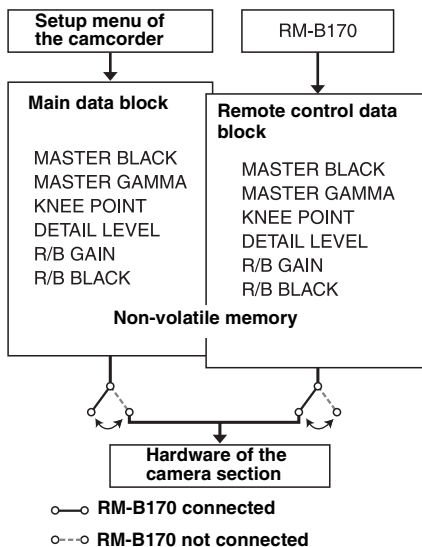 Setup menu of
the camcorder
RM-B170
Main data block
MASTER BLACK
MASTER GAMMA
KNEE POINT
DETAIL LEVEL
R/B GAIN
R/B BLACK
Remote control data
block
MASTER BLACK
MASTER GAMMA
KNEE POINT
DETAIL LEVEL
R/B GAIN
R/B BLACK
Non-volatile memory
Hardware of the
camera section
RM-B170 connected
RM-B170 not connected